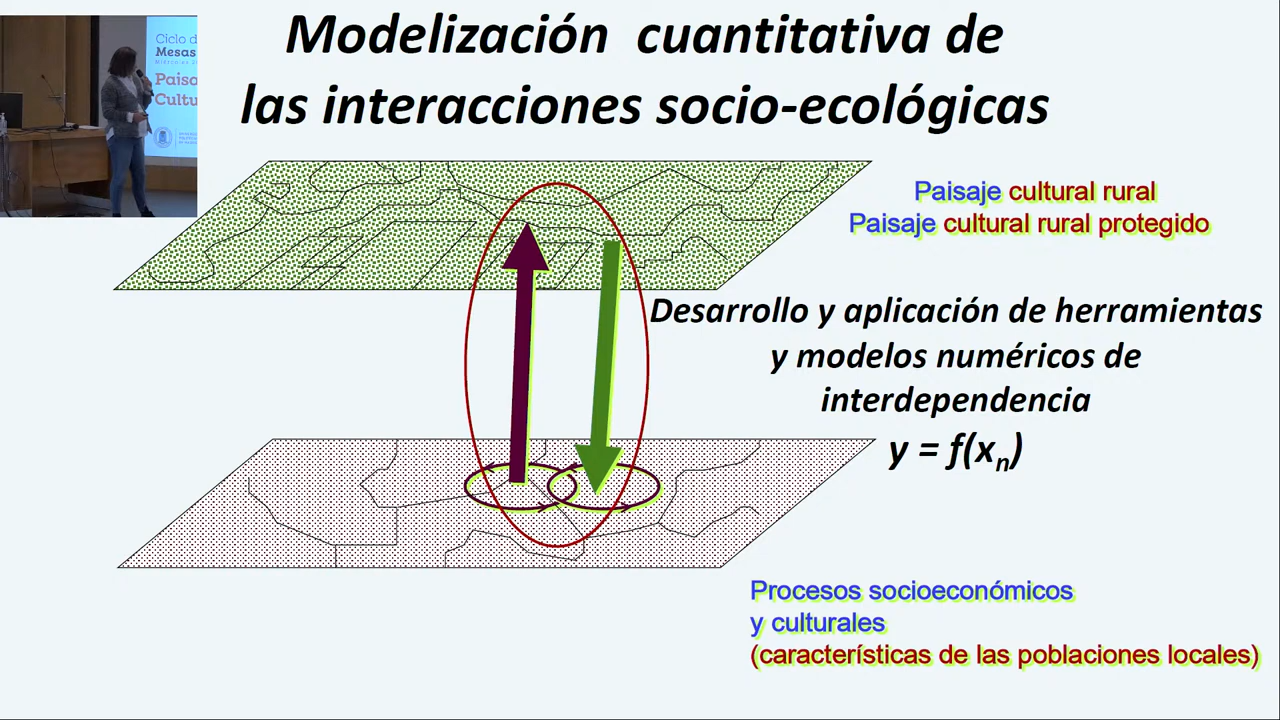 Modelización cuantitativa de
las interacciones socio-ecológicas
Ciclo de
Mesas
Paisa
Cultu
Paisaje cultural rural
Paisaje cultural rural protegido
Desarrollo y aplicación de herramientas
y modelos numéricos de
interdependencia
y = f(xn)
Procesos socioeconómicos
y culturales
(características de las poblaciones locales)